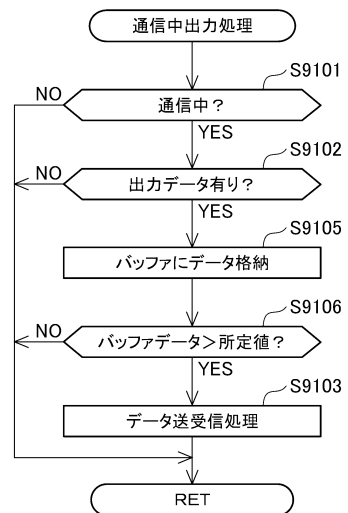 通信中出力処理
S9101
NO
通信中？
YES
S9102
NO
出力データ有り？
YES
S9105
バッファにデータ格納
S9106
NO
バッファデータ＞所定値？
YES
S9103
データ送受信処理
RET